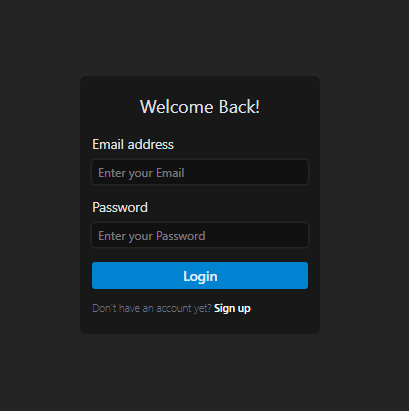 Welcome Back!
Email address
Enter your Email
Password
Enter your Password
Login
Don't have an account yet? Sign up